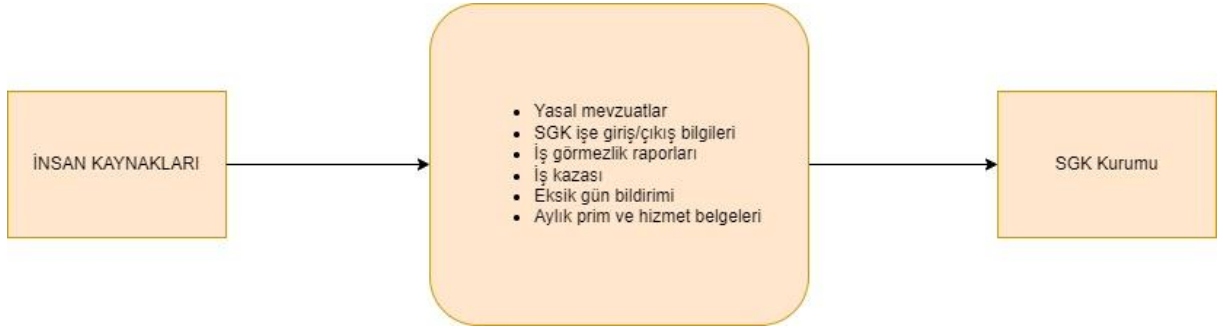 İNSAN KAYNAKLARI
Yasal mevzuatlar
SGK işe giriş/çıkış bilgileri
İş görmezlik raporları
İş kazası
Eksik gün bildirimi
Aylık prim ve hizmet belgeleri
SGK Kurumu